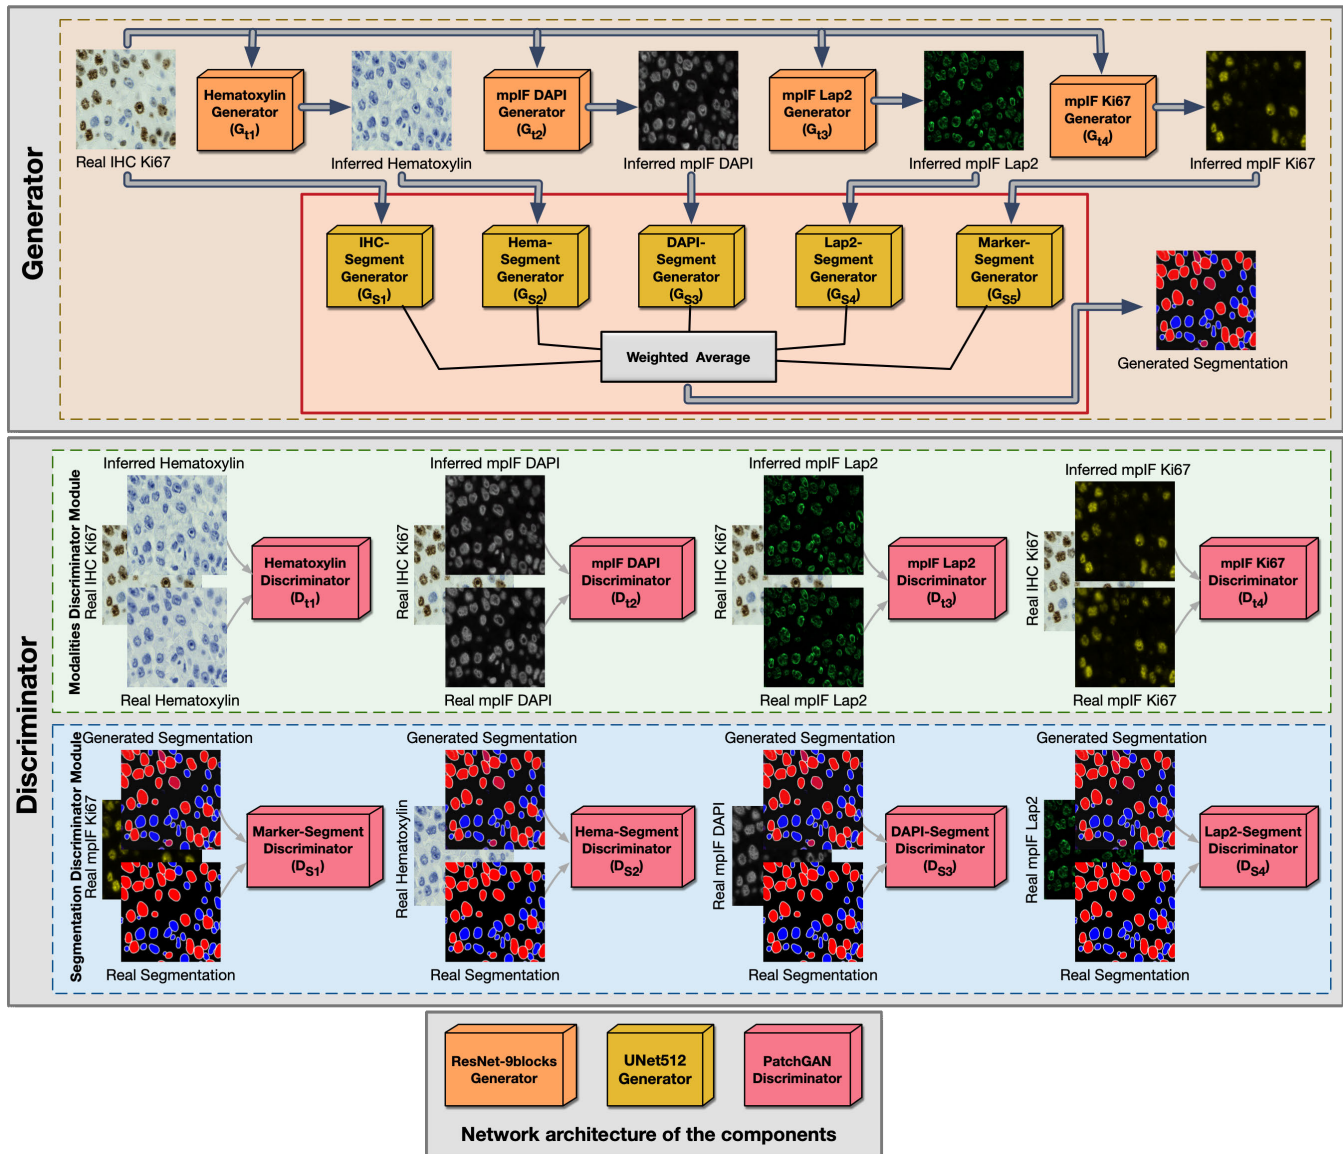 Generator
Hematoxylin
Generator
(Gt1)
mpIF DAPI
Generator
(Gt2)
mpIF Lap2
Generator
(Gt3)
mpIF Ki67
Generator
(Gt4)
Real IHC Ki67
Inferred Hematoxylin
Inferred mpIF DAPI
Inferred mpIF Lap2
Inferred mpIF Ki67
IHC-
Segment
Generator
(GS1)
Hema-
Segment
Generator
(GS2)
DAPI-
Segment
Generator
(GS3)
Lap2-
Segment
Generator
(GS4)
Marker-
Segment
Generator
(GS5)
Weighted Average
Generated Segmentation
Discriminator
Modalities Discriminator Module
Inferred Hematoxylin
Real IHC Ki67
Hematoxylin
Discriminator
(Dt1)
Real Hematoxylin
Inferred mpIF DAPI
Real IHC Ki67
mpIF DAPI
Discriminator
(Dt2)
Real mpIF DAPI
Inferred mpIF Lap2
Real IHC Ki67
mpIF Lap2
Discriminator
(Dt3)
Real mpIF Lap2
Inferred mpIF Ki67
Real IHC Ki67
mpIF Ki67
Discriminator
(Dt4)
Real mpIF Ki67
Segmentation Discriminator Module
Generated Segmentation
Real mpIF Ki67
Marker-Segment
Discriminator
(DS1)
Real Segmentation
Generated Segmentation
Real Hematoxylin
Hema-Segment
Discriminator
(DS2)
Real Segmentation
Generated Segmentation
Real mpIF DAPI
DAPI-Segment
Discriminator
(DS3)
Real Segmentation
Generated Segmentation
Real mpIF Lap2
Lap2-Segment
Discriminator
(DS4)
Real Segmentation
ResNet-9blocks
Generator
UNet512
Generator
PatchGAN
Discriminator
Network architecture of the components